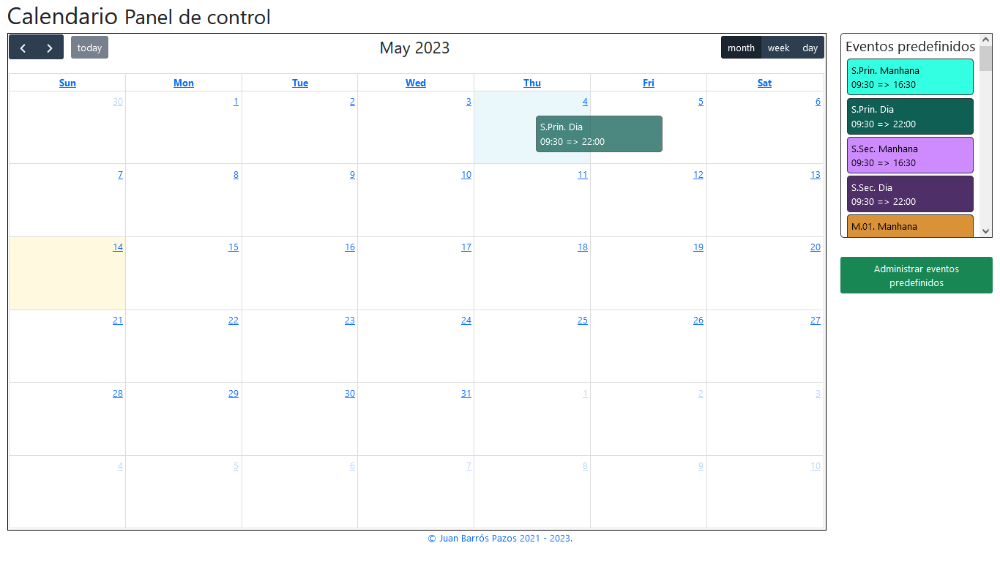 Calendario Panel de control
today
May 2023
month week day
Sun Mon Tue Wed Thu Fri Sat
30 1 2 3 4 5 6
S.Prin. Dia
09:30 => 22:00
7 8 9 10 11 12 13
14 15 16 17 18 19 20
21 22 23 24 25 26 27
28 29 30 31 1 2 3
4 5 6 7 8 9 10
Eventos predefinidos
S.Prin. Manhana
09:30 => 16:30
S.Prin. Dia
09:30 => 22:00
S.Sec. Manhana
09:30 => 16:30
S.Sec. Dia
09:30 => 22:00
M.01. Manhana
Administrar eventos
predefinidos
© Juan Barrós Pazos 2021 - 2023.